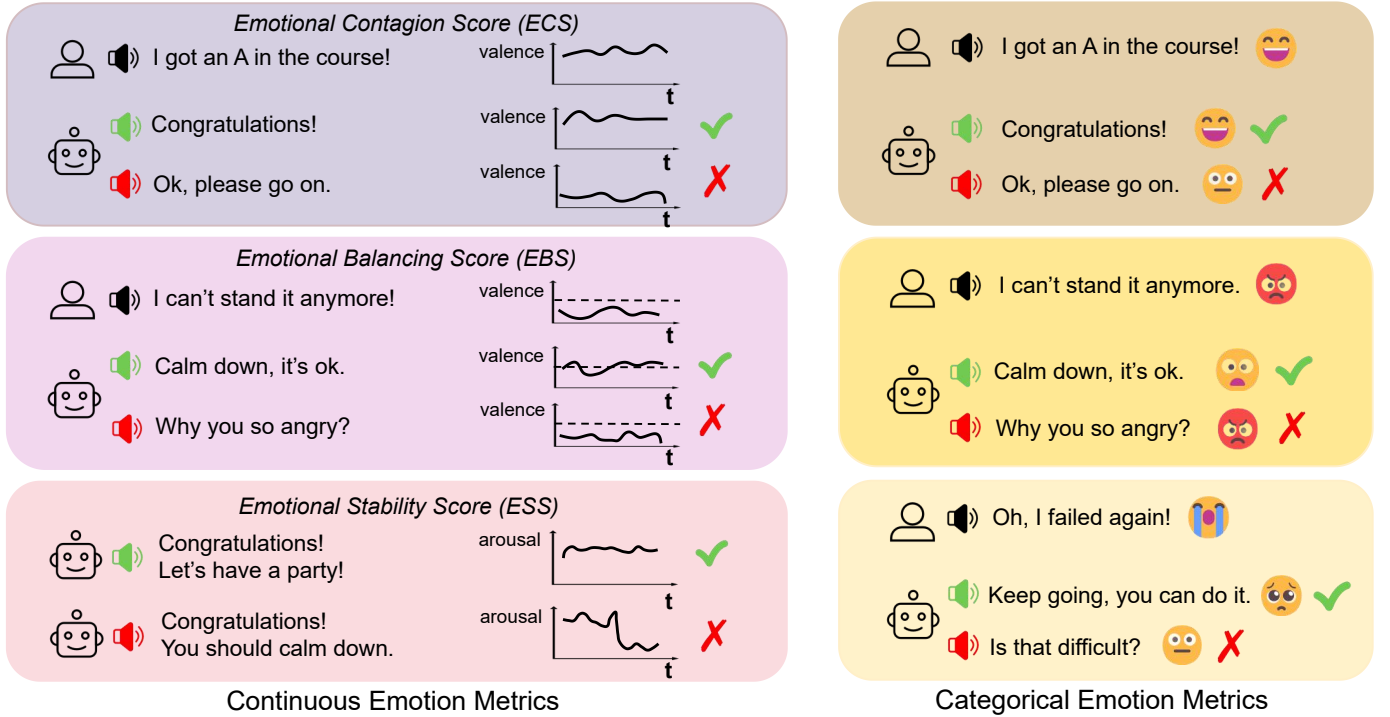 Emotional Contagion Score (ECS)
I got an A in the course!
valence
t
Congratulations!
valence
t
Ok, please go on.
valence
t
Emotional Balancing Score (EBS)
I can't stand it anymore!
valence
t
Calm down, it's ok.
valence
t
Why you so angry?
valence
t
Emotional Stability Score (ESS)
Congratulations!
Let's have a party!
arousal
t
Congratulations!
You should calm down.
arousal
t
Continuous Emotion Metrics
I got an A in the course!
Congratulations!
Ok, please go on.
I can't stand it anymore.
Calm down, it's ok.
Why you so angry?
Oh, I failed again!
Keep going, you can do it.
Is that difficult?
Categorical Emotion Metrics